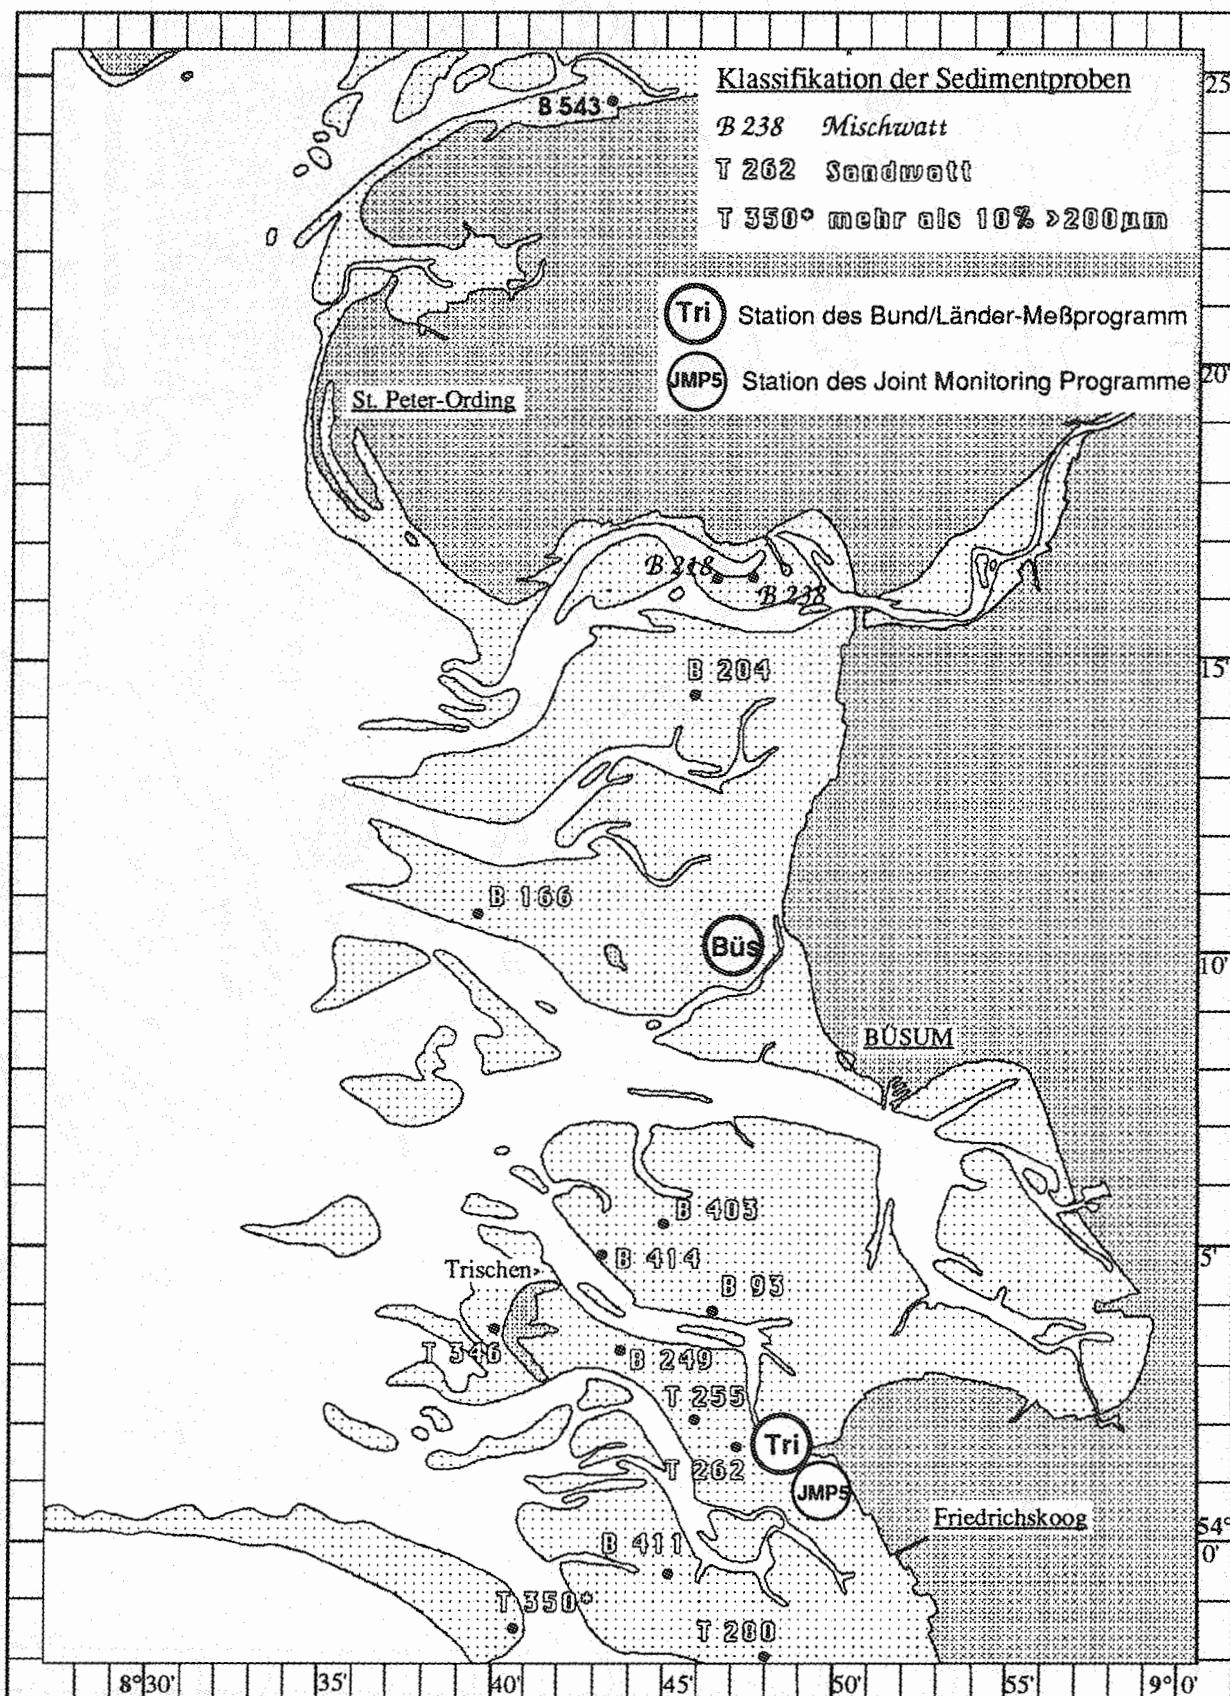 Klassifikation der Sedimentproben
B 238 Mischwatt
T 262 Sandwatt
T 350* mehr als 10% >200µm
Tri Station des Bund/Länder-Meßprogramm
JMP5 Station des Joint Monitoring Programme
B 543
25'
20'
St. Peter-Ording
B 218
B 238
B 204
15'
B 166
Büs
10'
BÜSUM
B 403
B 414
5'
Trischen
B 93
T 346
B 249
T 255
Tri
T 262
JMP5
Friedrichskoog
54°
0'
B 411
T 350*
T 280
8°30'
35'
40'
45'
50'
55'
9° 0'